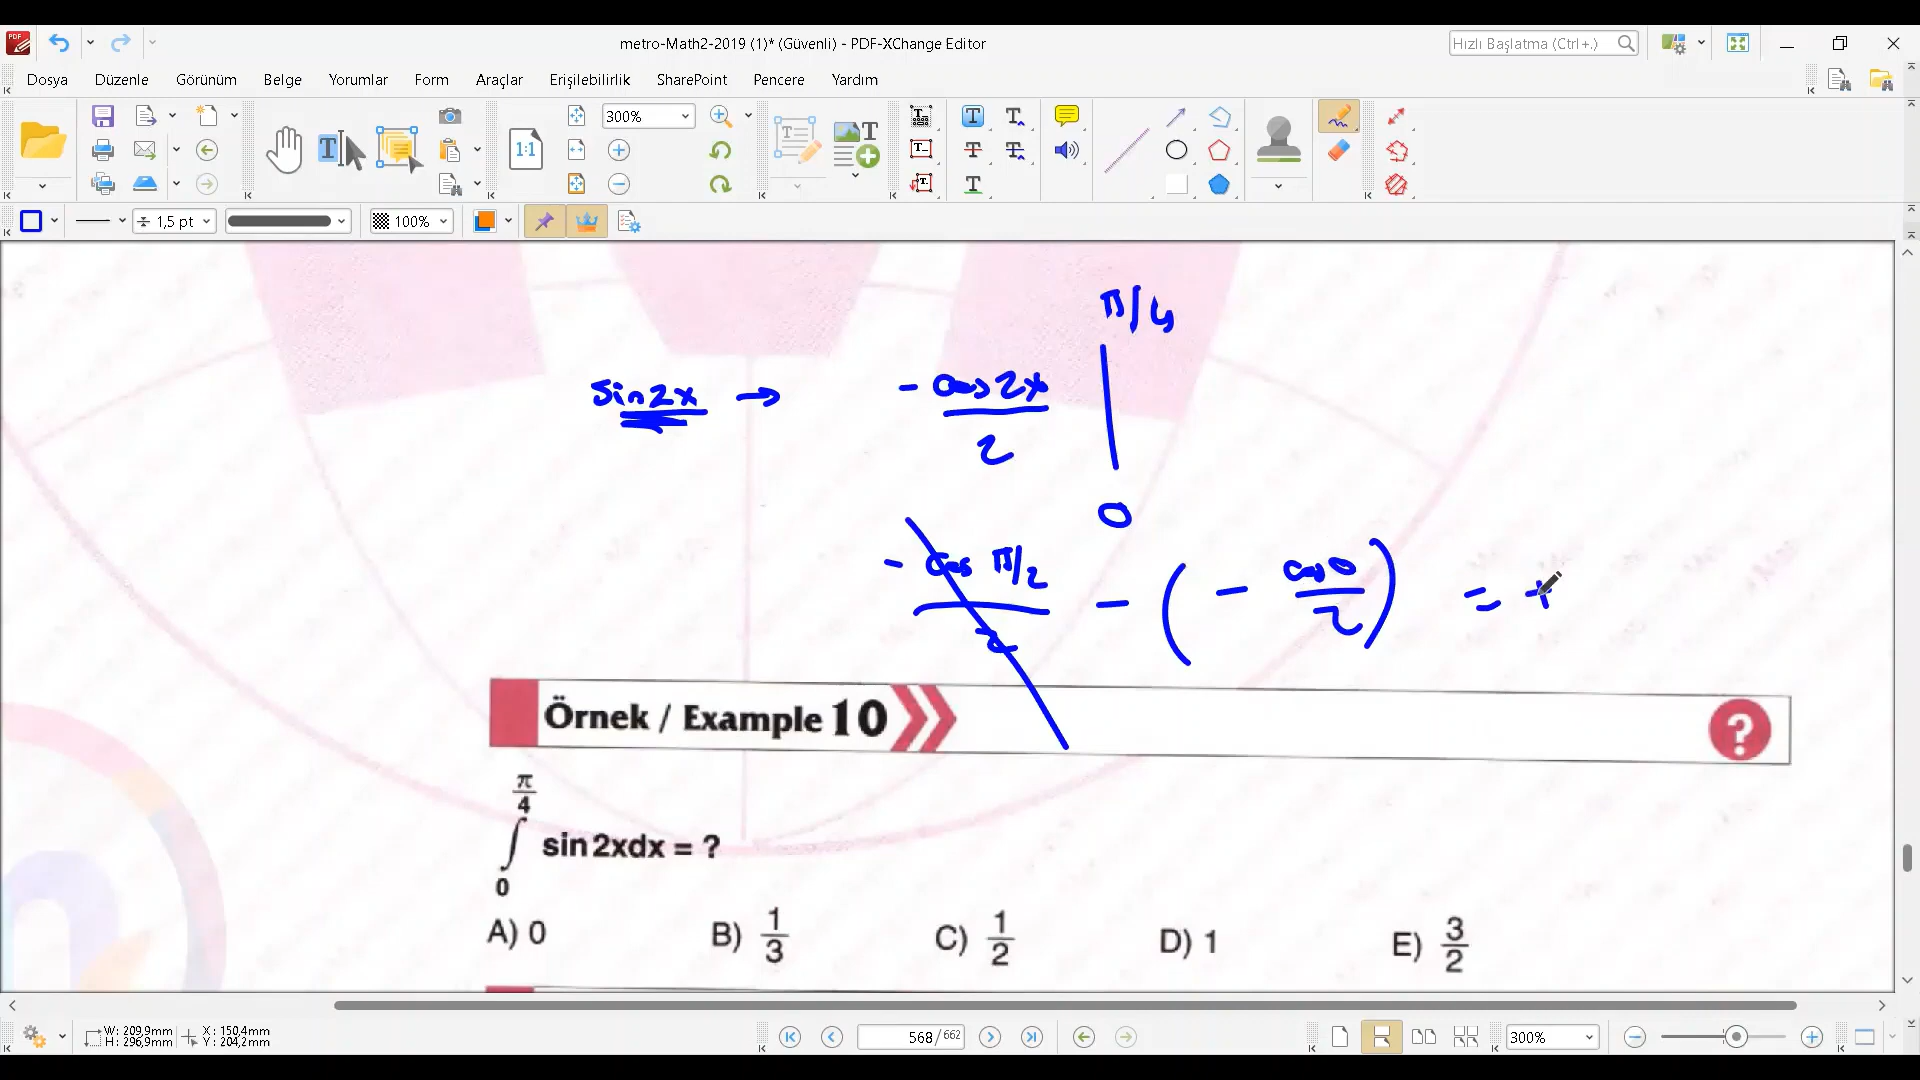 metro-Math2-2019 (1)* (Güvenli) - PDF-XChange Editor
Hızlı Başlatma (Ctrl+.)
Dosya Düzenle Görünüm Belge Yorumlar Form Araçlar Erişilebilirlik SharePoint Pencere Yardım
300%
1:1
1,5 pt
100%
π/4
sin2x → - cos2x / 2
0
- cos π/2 / 2 - ( - cos0 / 2 ) = +
Örnek / Example 10
?
π/4
∫ sin2xdx = ?
0
A) 0 B) 1/3 C) 1/2 D) 1 E) 3/2
W: 209,9mm X: 150,4mm
H: 296,9mm Y: 204,2mm
568 / 662
300%